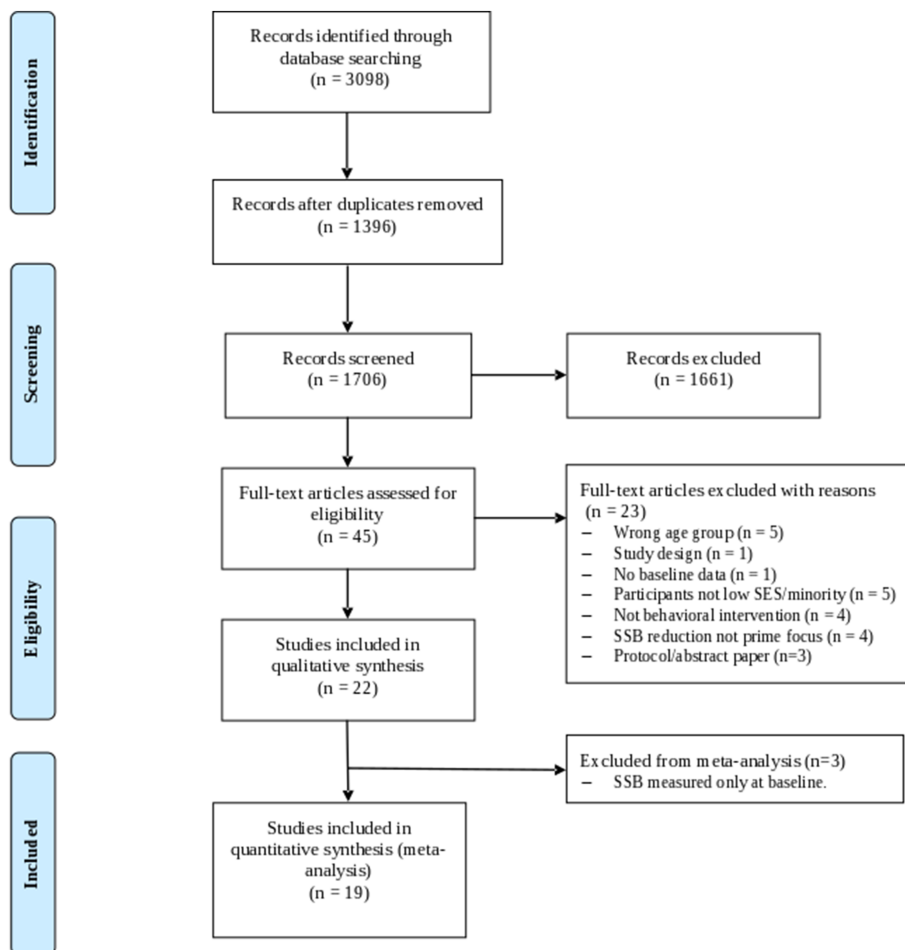 Identification
Records identified through
database searching
(n = 3098)
Records after duplicates removed
(n = 1396)
Screening
Records screened
(n = 1706)
Records excluded
(n = 1661)
Eligibility
Full-text articles assessed for
eligibility
(n = 45)
Full-text articles excluded with reasons
(n = 23)
– Wrong age group (n = 5)
– Study design (n = 1)
– No baseline data (n = 1)
– Participants not low SES/minority (n = 5)
– Not behavioral intervention (n = 4)
– SSB reduction not prime focus (n = 4)
– Protocol/abstract paper (n=3)
Studies included in
qualitative synthesis
(n = 22)
Included
Excluded from meta-analysis (n=3)
– SSB measured only at baseline.
Studies included in
quantitative synthesis (meta-
analysis)
(n = 19)